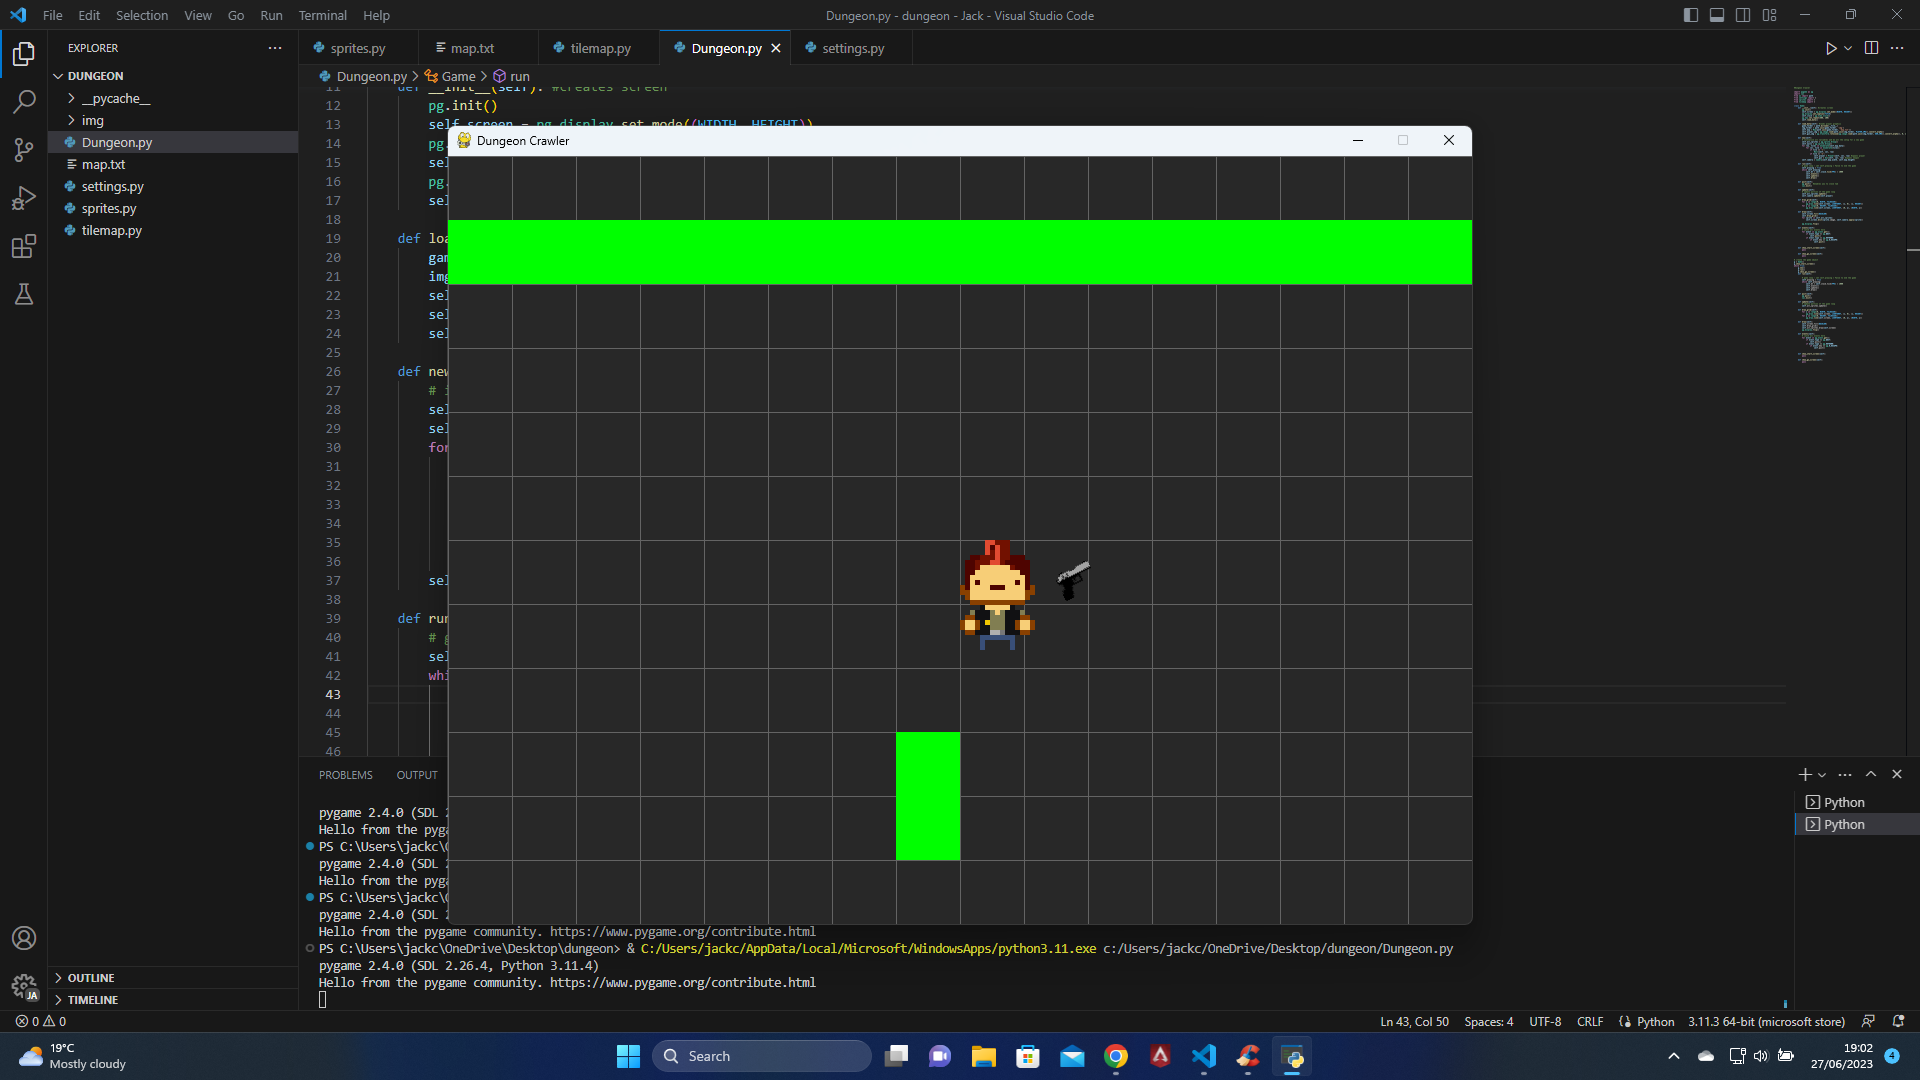 File Edit Selection View Go Run Terminal Help
Dungeon.py - dungeon - Jack - Visual Studio Code
EXPLORER
DUNGEON
__pycache__
img
Dungeon.py
map.txt
settings.py
sprites.py
tilemap.py
OUTLINE
TIMELINE
sprites.py map.txt tilemap.py Dungeon.py settings.py
Dungeon.py > Game > run
11 def __init__(self): #creates screen
12 pg.init()
13 self.screen = pg.display.set_mode((WIDTH, HEIGHT))
14 pg.
15 sel
16 pg.
17 sel
18
19 def loa
20 gam
21 img
22 sel
23 sel
24 sel
25
26 def new
27 # i
28 sel
29 sel
30 for
31
32
33
34
35
36
37 sel
38
39 def run
40 # g
41 sel
42 whi
43
44
45
46
Dungeon Crawler
PROBLEMS OUTPUT
pygame 2.4.0 (SDL 2
Hello from the pyga
PS C:\Users\jackc\O
pygame 2.4.0 (SDL 2
Hello from the pyga
PS C:\Users\jackc\O
pygame 2.4.0 (SDL 2
Hello from the pygame community. https://www.pygame.org/contribute.html
PS C:\Users\jackc\OneDrive\Desktop\dungeon> & C:/Users/jackc/AppData/Local/Microsoft/WindowsApps/python3.11.exe c:/Users/jackc/OneDrive/Desktop/dungeon/Dungeon.py
pygame 2.4.0 (SDL 2.26.4, Python 3.11.4)
Hello from the pygame community. https://www.pygame.org/contribute.html
Python
Python
JA
0 0
Ln 43, Col 50 Spaces: 4 UTF-8 CRLF Python 3.11.3 64-bit (microsoft store)
19°C
Mostly cloudy
Search
19:02
27/06/2023
4